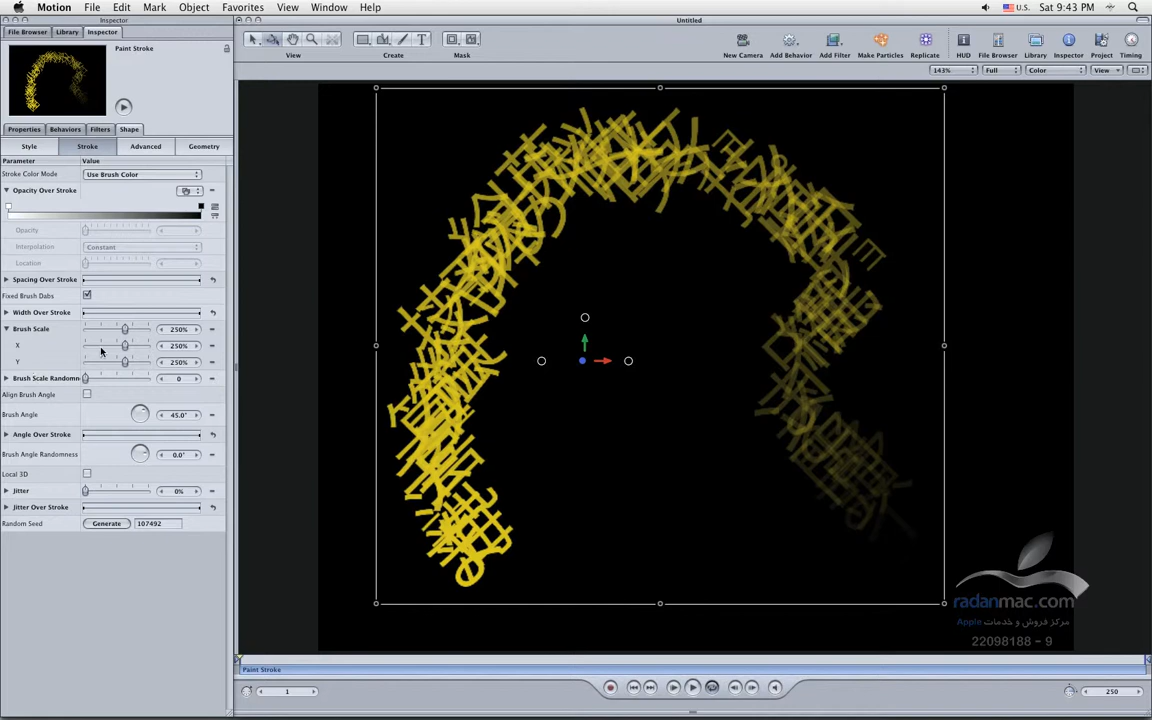 Motion File Edit Mark Object Favorites View Window Help
U.S. Sat 9:43 PM
Inspector
Untitled
File Browser Library Inspector
Paint Stroke
View
Create
Mask
New Camera Add Behavior Add Filter Make Particles Replicate HUD File Browser Library Inspector Project Timing
143% Full Color View
Properties Behaviors Filters Shape
Style Stroke Advanced Geometry
Parameter Value
Stroke Color Mode Use Brush Color
Opacity Over Stroke
Opacity
Interpolation Constant
Location
Spacing Over Stroke
Fixed Brush Dabs
Width Over Stroke
Brush Scale 250%
X 250%
Y 250%
Brush Scale Randomn 0
Align Brush Angle
Brush Angle 45.0°
Angle Over Stroke
Brush Angle Randomness 0.0°
Local 3D
Jitter 0%
Jitter Over Stroke
Random Seed Generate 107492
radanmac.com
مرکز فروش و خدمات Apple
22098188 - 9
Paint Stroke
1
250